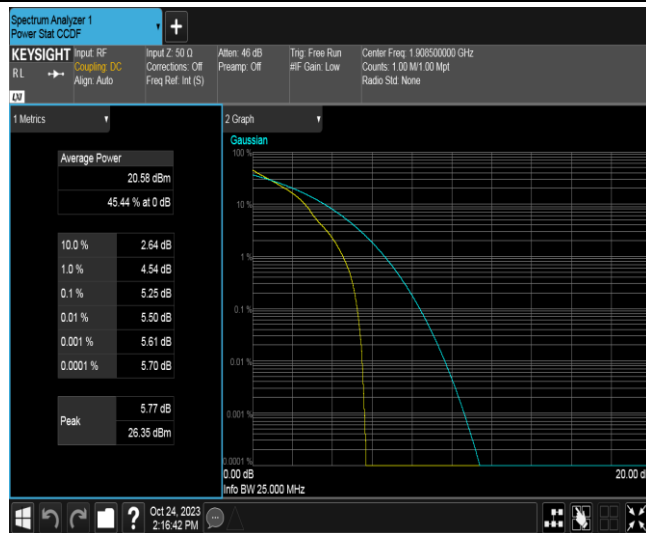 Spectrum Analyzer 1
Power Stat CCDF
+
KEYSIGHT
RL
Input: RF
Coupling: DC
Align: Auto
Input Z: 50 Ω
Corrections: Off
Freq Ref: Int (S)
Atten: 46 dB
Preamp: Off
Trig: Free Run
#IF Gain: Low
Center Freq: 1.908500000 GHz
Counts: 1.00 M/1.00 Mpt
Radio Std: None
1 Metrics
Average Power
20.58 dBm
45.44 % at 0 dB
10.0 % 2.64 dB
1.0 % 4.54 dB
0.1 % 5.25 dB
0.01 % 5.50 dB
0.001 % 5.61 dB
0.0001 % 5.70 dB
Peak
5.77 dB
26.35 dBm
2 Graph
Gaussian
100 %
10 %
1 %
0.1 %
0.01 %
0.001 %
0.0001 %
0.00 dB
20.00 d
Info BW 25.000 MHz
?
Oct 24, 2023
2:16:42 PM